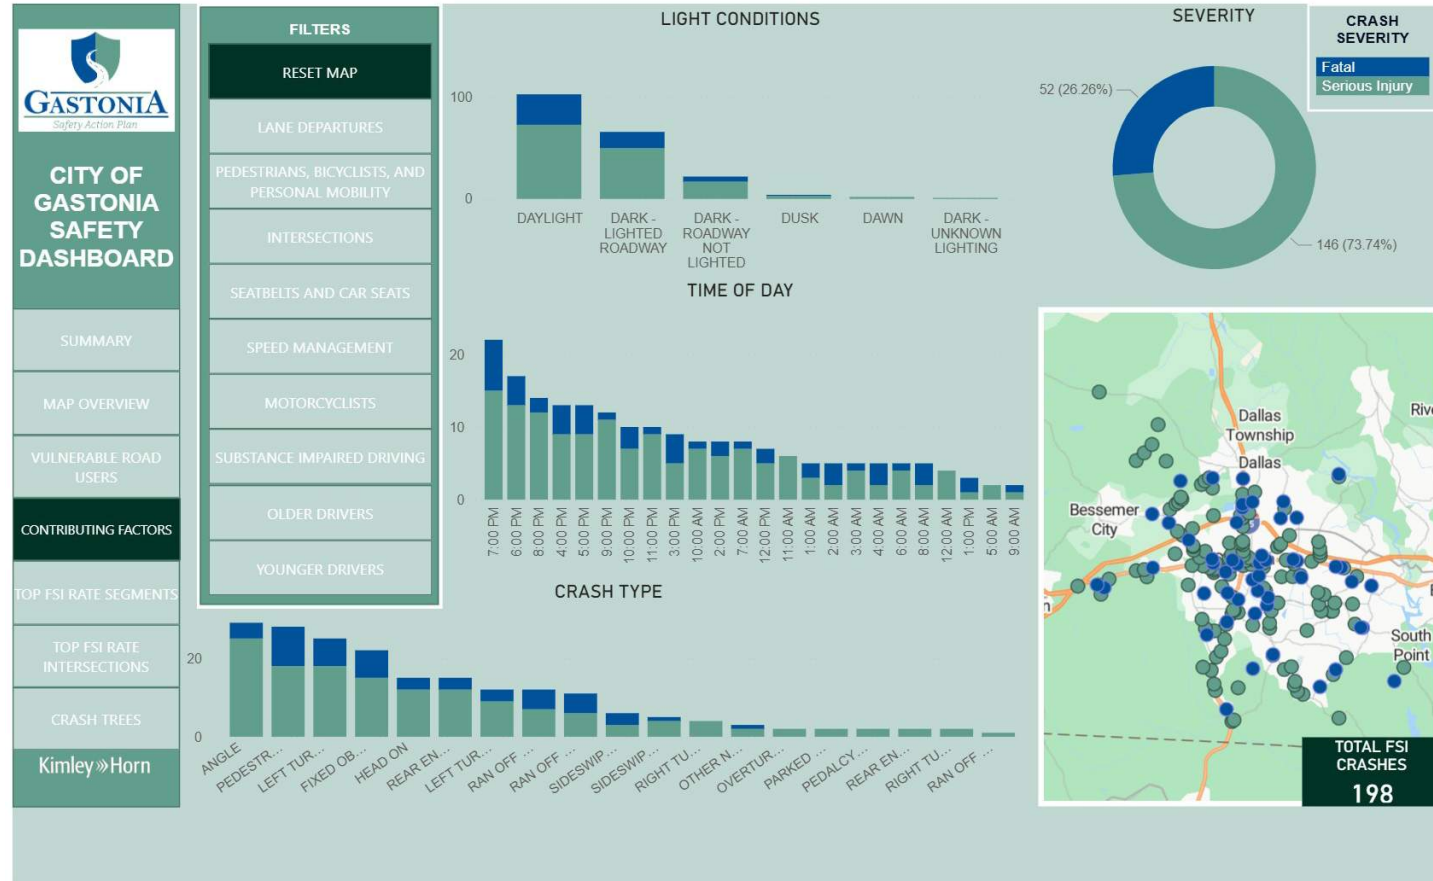 GASTONIA
Safety Action Plan
CITY OF
GASTONIA
SAFETY
DASHBOARD
SUMMARY
MAP OVERVIEW
VULNERABLE ROAD
USERS
CONTRIBUTING FACTORS
TOP FSI RATE SEGMENTS
TOP FSI RATE
INTERSECTIONS
CRASH TREES
Kimley»Horn
FILTERS
RESET MAP
LANE DEPARTURES
PEDESTRIANS, BICYCLISTS, AND
PERSONAL MOBILITY
INTERSECTIONS
SEATBELTS AND CAR SEATS
SPEED MANAGEMENT
MOTORCYCLISTS
SUBSTANCE IMPAIRED DRIVING
OLDER DRIVERS
YOUNGER DRIVERS
LIGHT CONDITIONS
100
0
DAYLIGHT
DARK -
LIGHTED
ROADWAY
DARK -
ROADWAY
NOT
LIGHTED
DUSK
DAWN
DARK -
UNKNOWN
LIGHTING
TIME OF DAY
20
10
0
7:00 PM
6:00 PM
8:00 PM
4:00 PM
5:00 PM
9:00 PM
10:00 PM
11:00 PM
3:00 PM
10:00 AM
2:00 PM
7:00 AM
12:00 PM
11:00 AM
1:00 AM
2:00 AM
3:00 AM
4:00 AM
6:00 AM
8:00 AM
12:00 AM
1:00 PM
5:00 AM
9:00 AM
CRASH TYPE
20
0
ANGLE
PEDESTR...
LEFT TUR...
FIXED OB...
HEAD ON
REAR EN...
LEFT TUR...
RAN OFF ...
RAN OFF ...
SIDESWIP...
SIDESWIP...
RIGHT TU...
OTHER N...
OVERTUR...
PARKED ...
PEDALCY...
REAR EN...
RIGHT TU...
RAN OFF ...
SEVERITY
52 (26.26%)
146 (73.74%)
CRASH
SEVERITY
Fatal
Serious Injury
Dallas
Township
Dallas
Bessemer
City
South
Point
TOTAL FSI
CRASHES
198